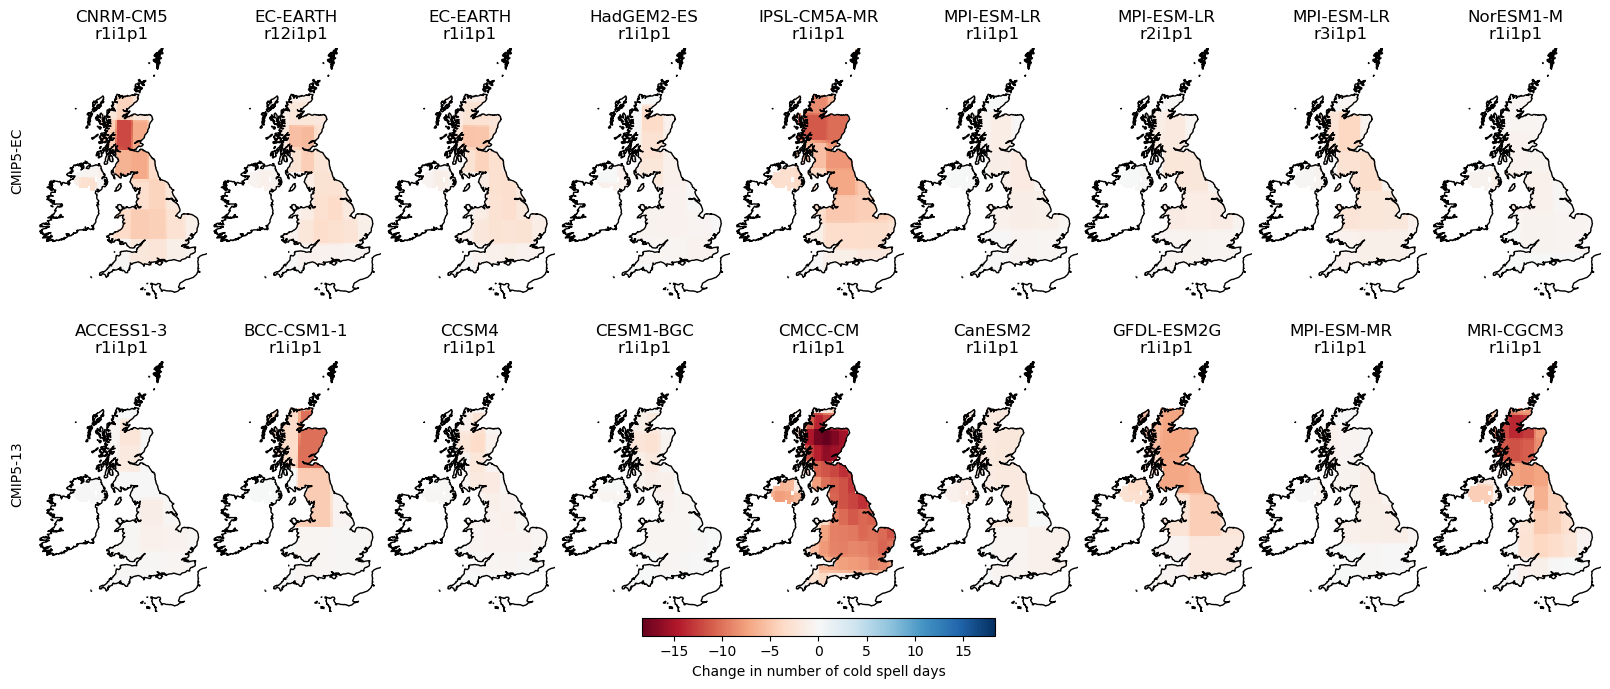 CNRM-CM5 EC-EARTH EC-EARTH HadGEM2-ES IPSL-CM5A-MR MPI-ESM-LR MPI-ESM-LR MPI-ESM-LR NorESM1-M
r1i1p1 r12i1p1 r1i1p1 r1i1p1 r1i1p1 r1i1p1 r2i1p1 r3i1p1 r1i1p1
CMIP5-EC
ACCESS1-3 BCC-CSM1-1 CCSM4 CESM1-BGC CMCC-CM CanESM2 GFDL-ESM2G MPI-ESM-MR MRI-CGCM3
r1i1p1 r1i1p1 r1i1p1 r1i1p1 r1i1p1 r1i1p1 r1i1p1 r1i1p1 r1i1p1
CMIP5-13
−15 −10 −5 0 5 10 15
Change in number of cold spell days